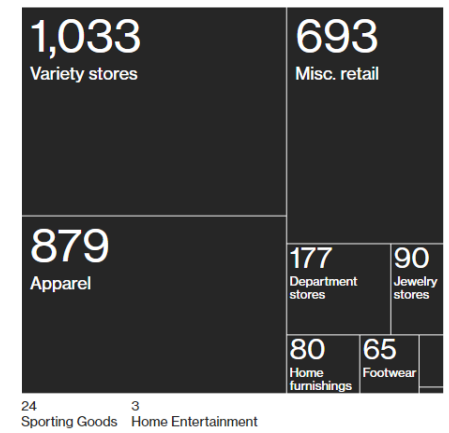 1,033
Variety stores
693
Misc. retail
879
Apparel
177
Department
stores
90
Jewelry
stores
80
Home
furnishings
65
Footwear
24
Sporting Goods
3
Home Entertainment